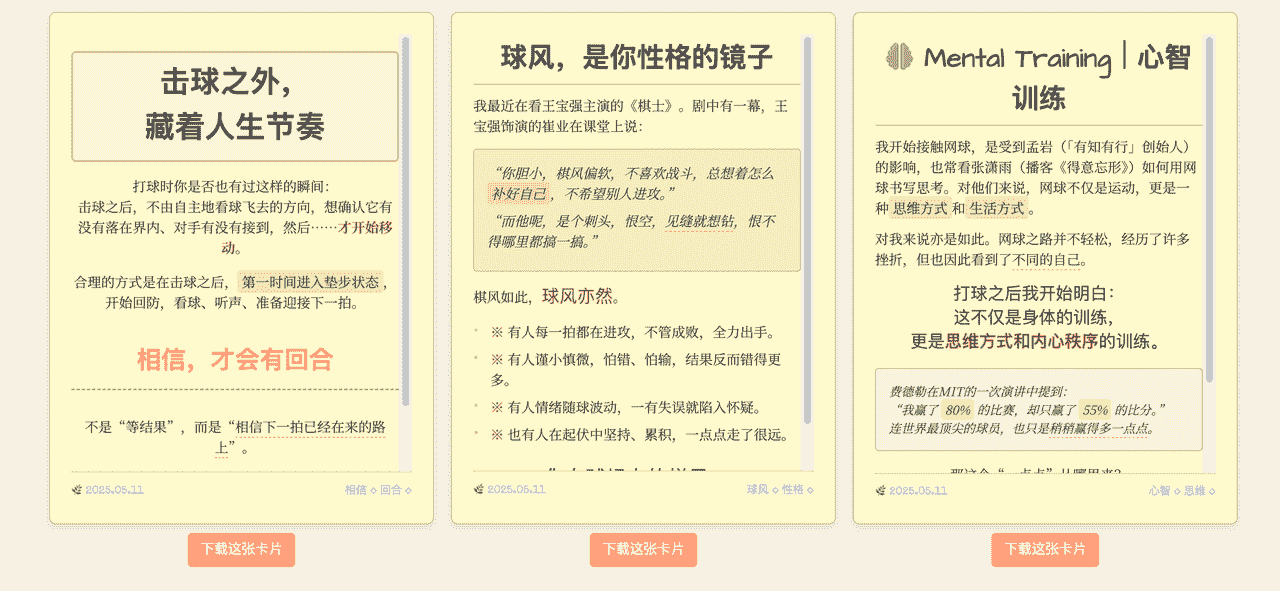 击球之外，
藏着人生节奏
打球时你是否也有过这样的瞬间：
击球之后，不由自主地看球飞去的方向，想确认它有
没有落在界内、对手有没有接到，然后……才开始移
动。
合理的方式是在击球之后，第一时间进入垫步状态，
开始回防，看球、听声、准备迎接下一拍。
相信，才会有回合
不是“等结果”，而是“相信下一拍已经在来的路
上”。
2025.05.11
相信 ◇ 回合 ◇
下载这张卡片
球风，是你性格的镜子
我最近在看王宝强主演的《棋士》。剧中有一幕，王
宝强饰演的崔业在课堂上说：
“你胆小，棋风偏软，不喜欢战斗，总想着怎么
补好自己，不希望别人进攻。”
“而他呢，是个刺头，恨空，见缝就想钻，恨不
得哪里都搞一搞。”
棋风如此，球风亦然。
※ 有人每一拍都在进攻，不管成败，全力出手。
※ 有人谨小慎微，怕错、怕输，结果反而错得更
多。
※ 有人情绪随球波动，一有失误就陷入怀疑。
※ 也有人在起伏中坚持、累积，一点点走了很远。
2025.05.11
球风 ◇ 性格 ◇
下载这张卡片
Mental Training | 心智
训练
我开始接触网球，是受到孟岩（「有知有行」创始人）
的影响，也常看张潇雨（播客《得意忘形》）如何用网
球书写思考。对他们来说，网球不仅是运动，更是一
种思维方式和生活方式。
对我来说亦是如此。网球之路并不轻松，经历了许多
挫折，但也因此看到了不同的自己。
打球之后我开始明白：
这不仅是身体的训练，
更是思维方式和内心秩序的训练。
费德勒在MIT的一次演讲中提到：
“我赢了 80% 的比赛，却只赢了 55% 的比分。”
连世界最顶尖的球员，也只是稍稍赢得多一点点。
那这个“一点点”从哪里来？
2025.05.11
心智 ◇ 思维 ◇
下载这张卡片